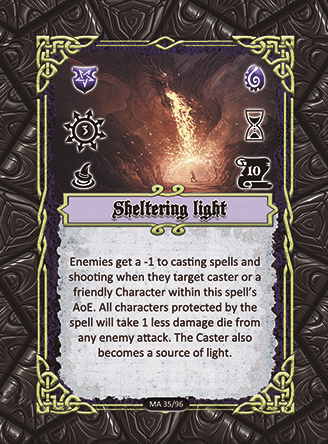 3
10
Sheltering light
Enemies get a -1 to casting spells and
shooting when they target caster or a
friendly Character within this spell's
AoE. All characters protected by the
spell will take 1 less damage die from
any enemy attack. The Caster also
becomes a source of light.
MA 35/96